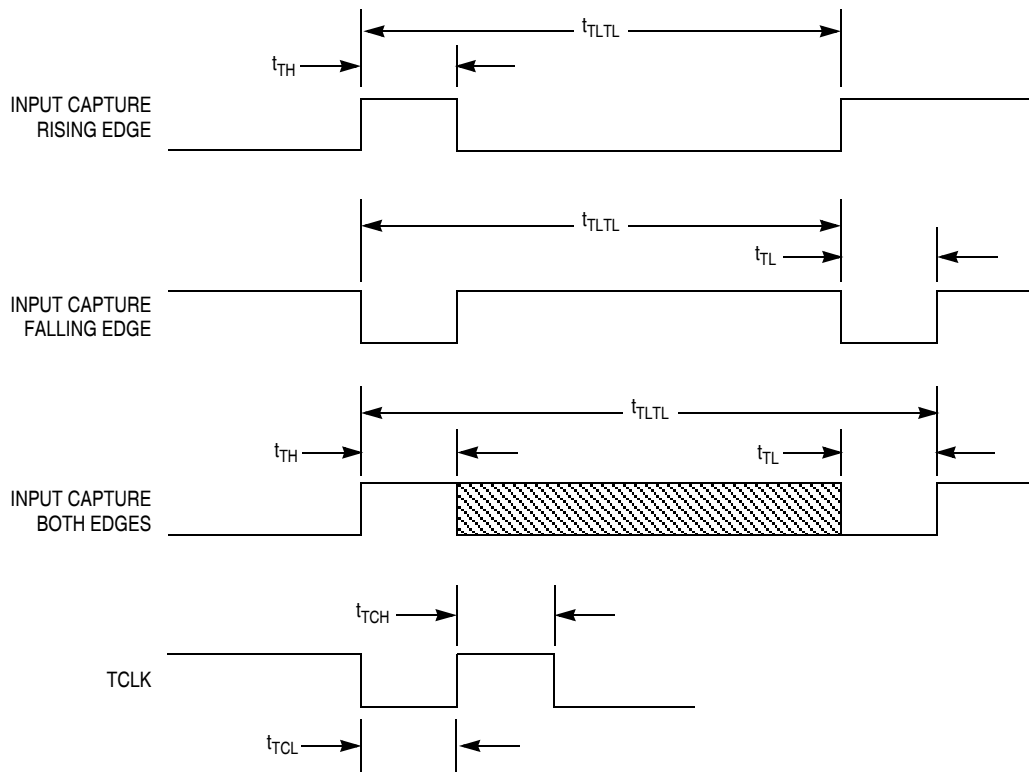 tTLTL
tTH
INPUT CAPTURE
RISING EDGE
tTLTL
tTL
INPUT CAPTURE
FALLING EDGE
tTLTL
tTH
tTL
INPUT CAPTURE
BOTH EDGES
tTCH
TCLK
tTCL